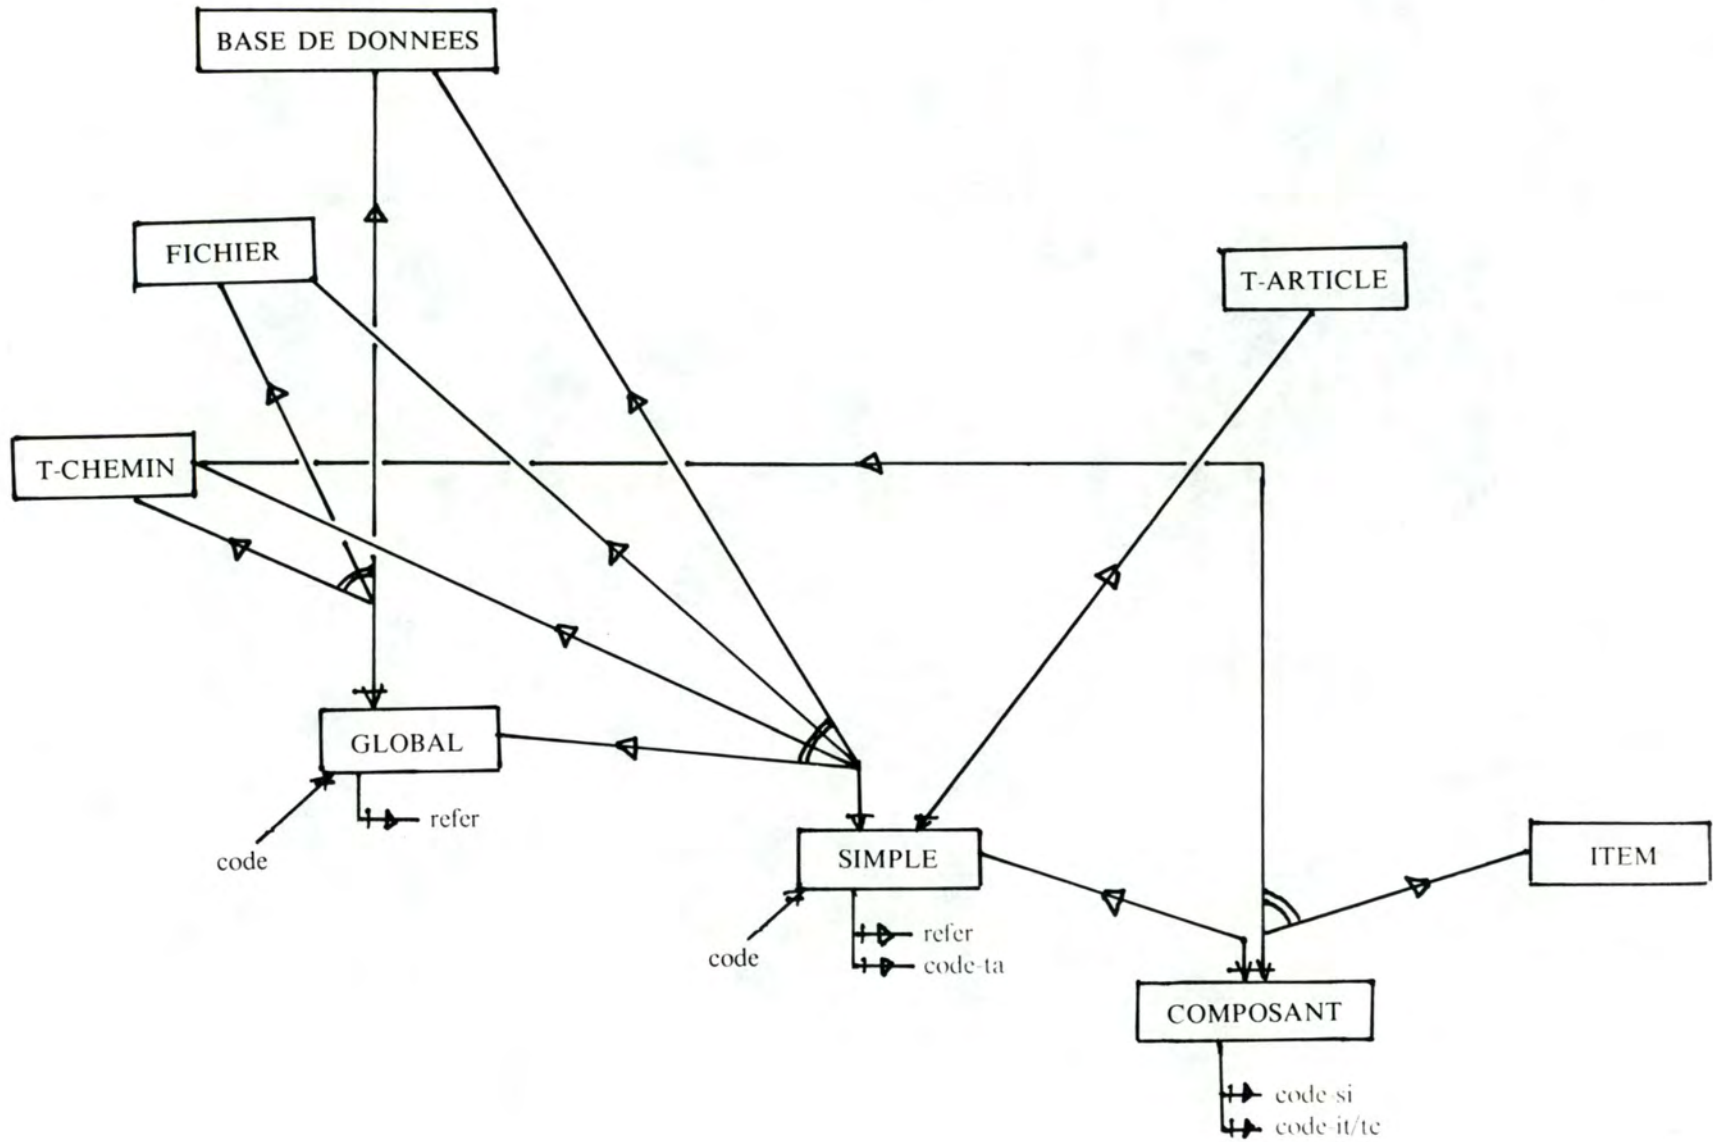 BASE DE DONNEES
FICHIER
T-ARTICLE
T-CHEMIN
GLOBAL
refer
code
SIMPLE
ITEM
refer
code
code-ta
COMPOSANT
code-si
code-it/tc